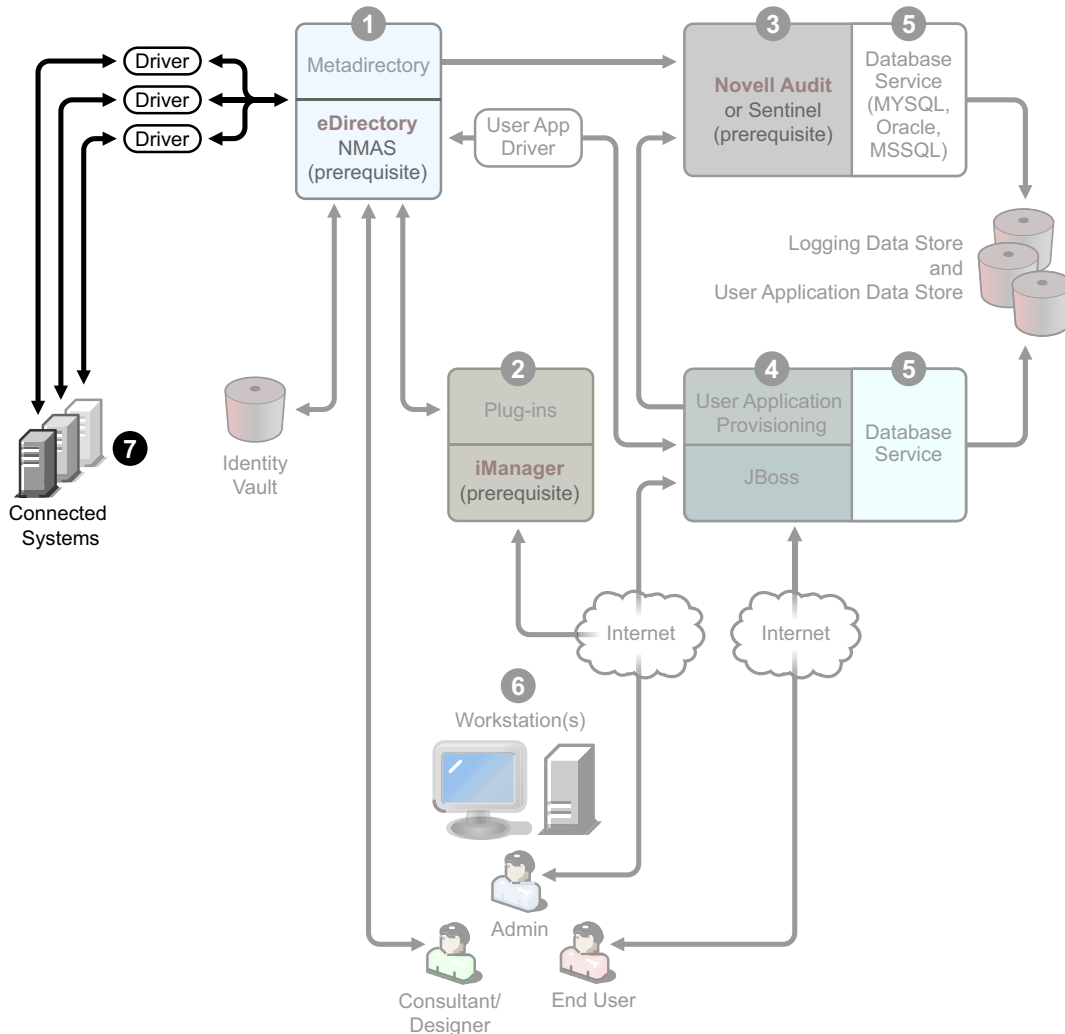 1
3
5
Driver
Driver
Driver
Metadirectory
eDirectory
NMAS
(prerequisite)
User App
Driver
Novell Audit
or Sentinel
(prerequisite)
Database
Service
(MYSQL,
Oracle,
MSSQL)
Logging Data Store
and
User Application Data Store
2
4
5
Plug-ins
iManager
(prerequisite)
User Application
Provisioning
JBoss
Database
Service
7
Connected
Systems
Identity
Vault
Internet
Internet
6
Workstation(s)
Admin
Consultant/
Designer
End User